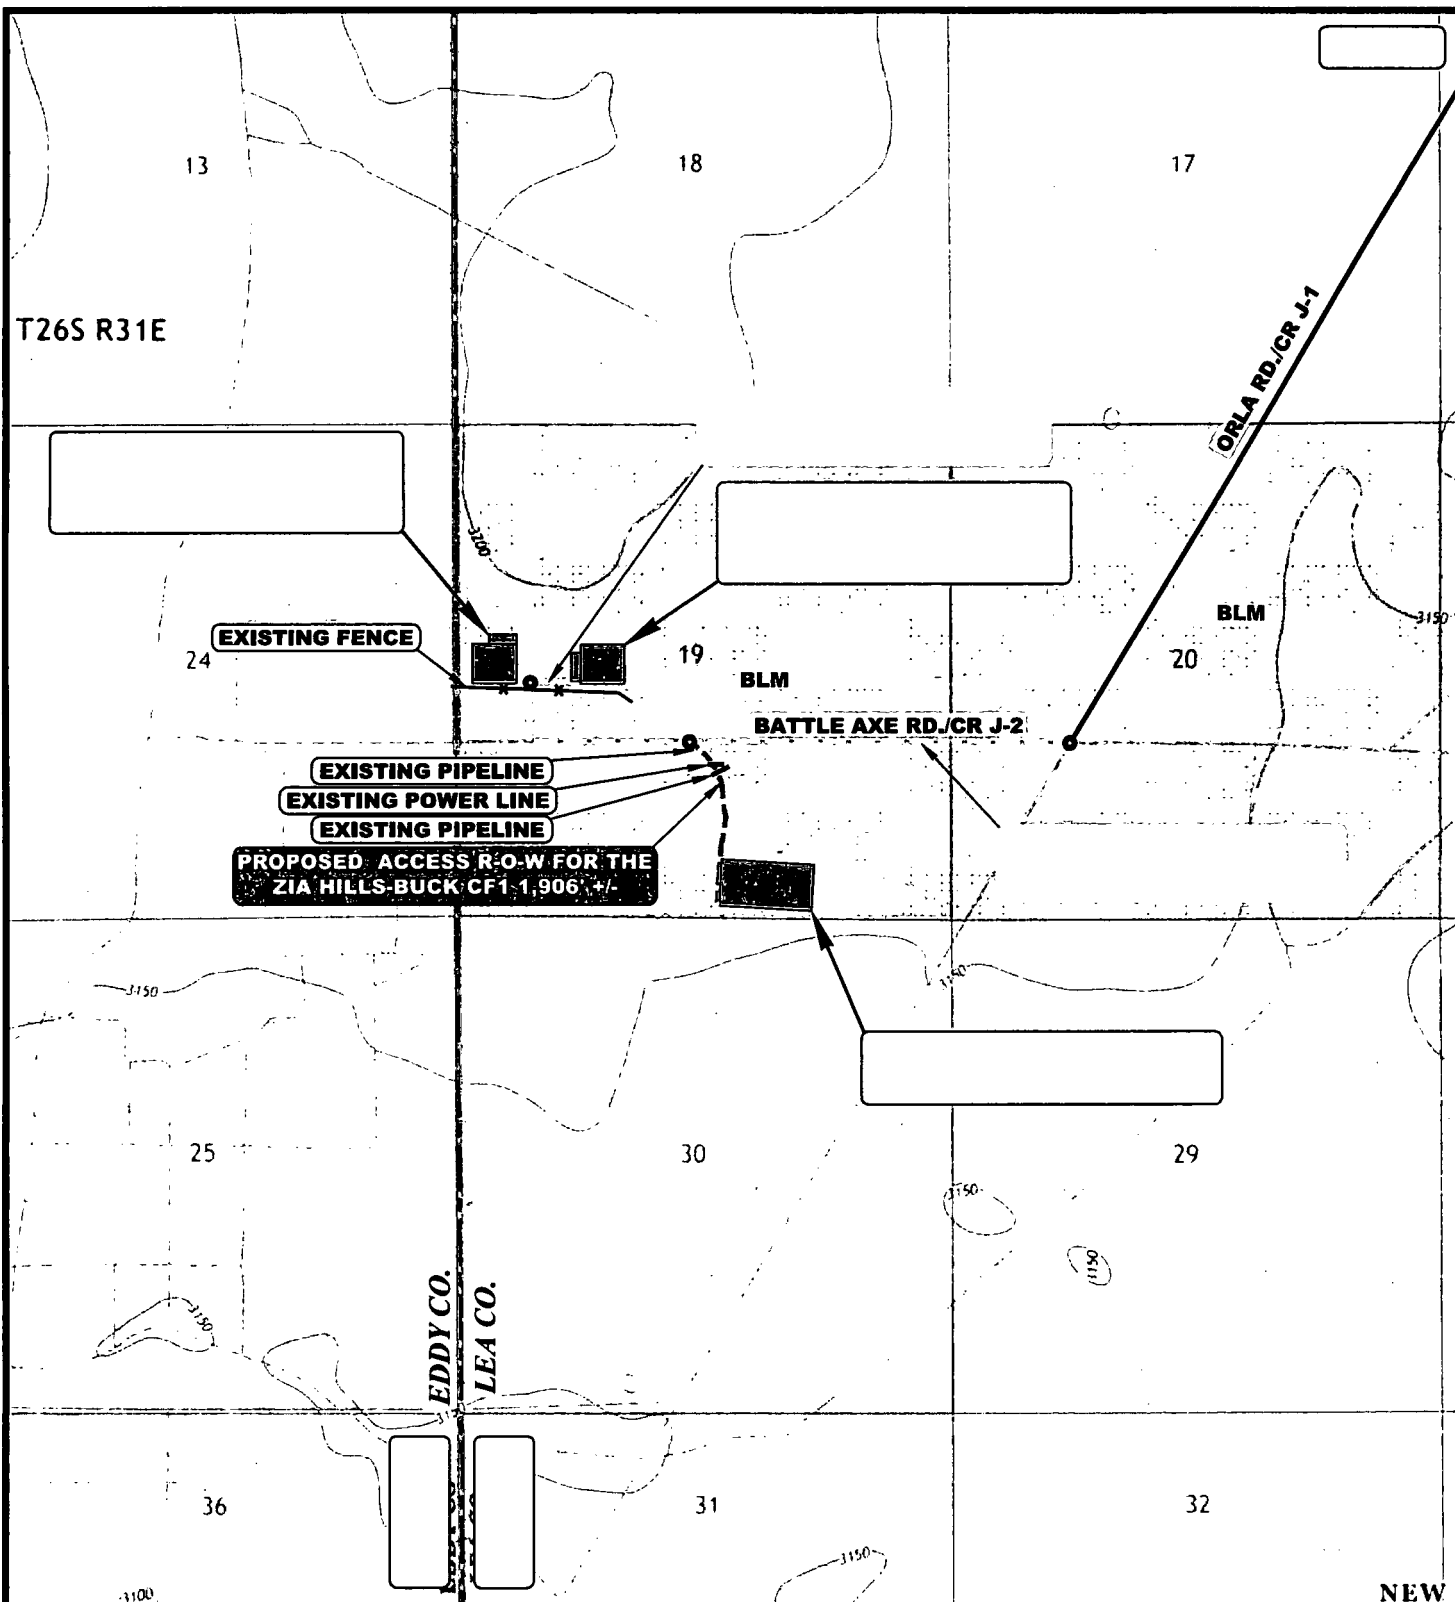 13
18
17
T26S R31E
ORLA RD./CR J-1
3200
EXISTING FENCE
24
19
BLM
BLM
20
3150
BATTLE AXE RD./CR J-2
EXISTING PIPELINE
EXISTING POWER LINE
EXISTING PIPELINE
PROPOSED ACCESS R-O-W FOR THE
ZIA HILLS-BUCK CF1 1,906' +/-
3150
3150
25
30
29
3150
3150
3150
EDDY CO.
LEA CO.
36
31
32
3150
3100
NEW